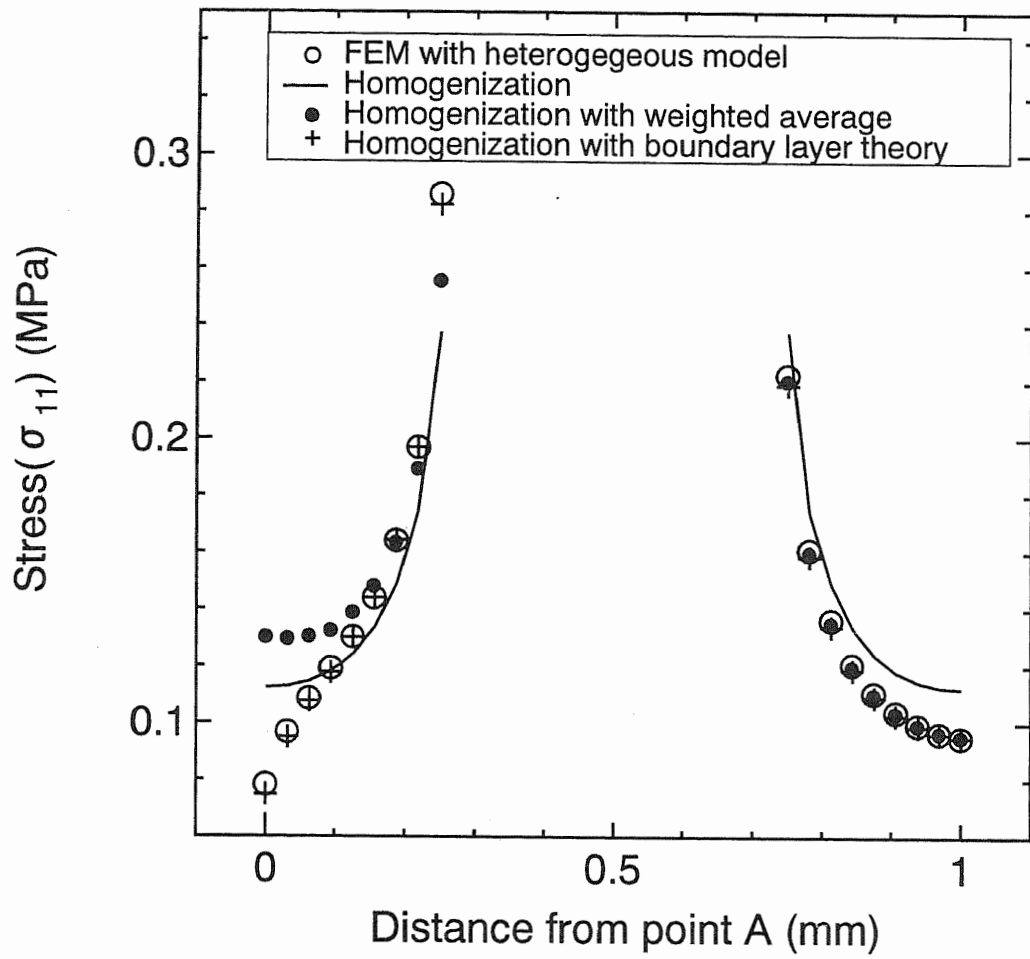 FEM with heterogegeous model
Homogenization
Homogenization with weighted average
Homogenization with boundary layer theory
0.3
0.2
0.1
Stress( σ 11) (MPa)
0 0.5 1
Distance from point A (mm)